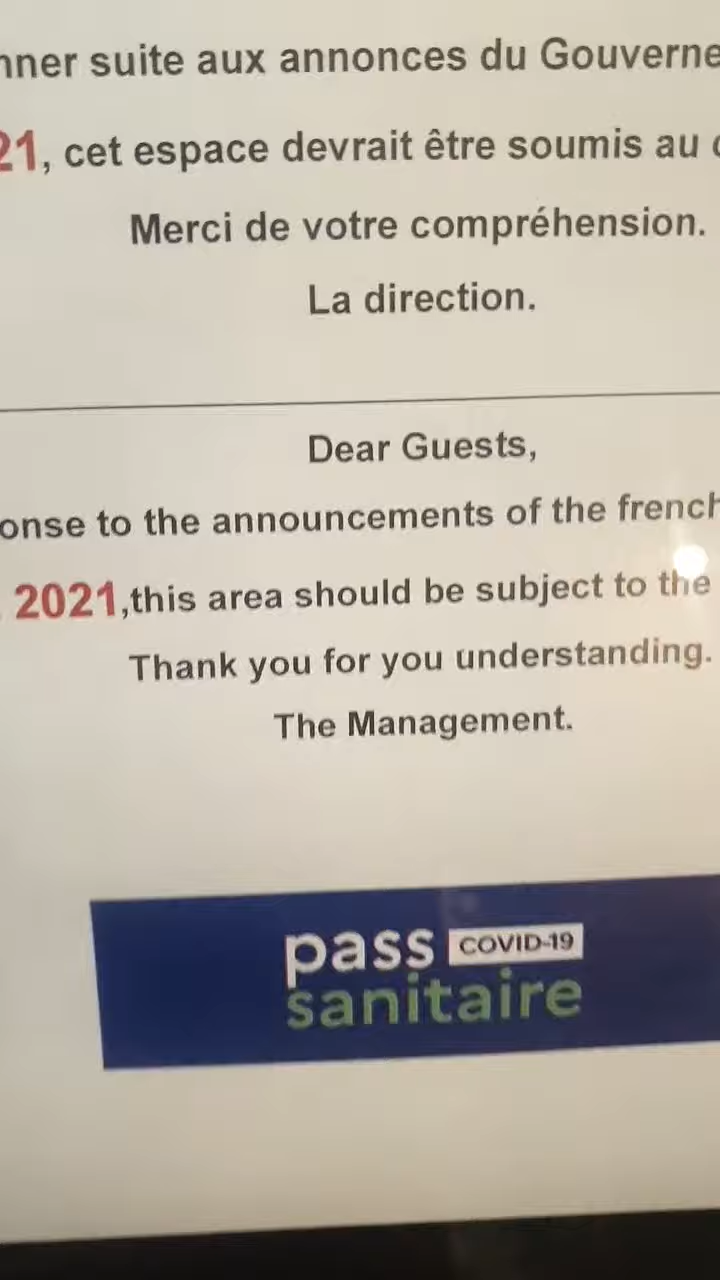 nner suite aux annonces du Gouverne
21, cet espace devrait être soumis au
Merci de votre compréhension.
La direction.
Dear Guests,
onse to the announcements of the french
2021,this area should be subject to the
Thank you for you understanding.
The Management.
pass COVID-19
sanitaire